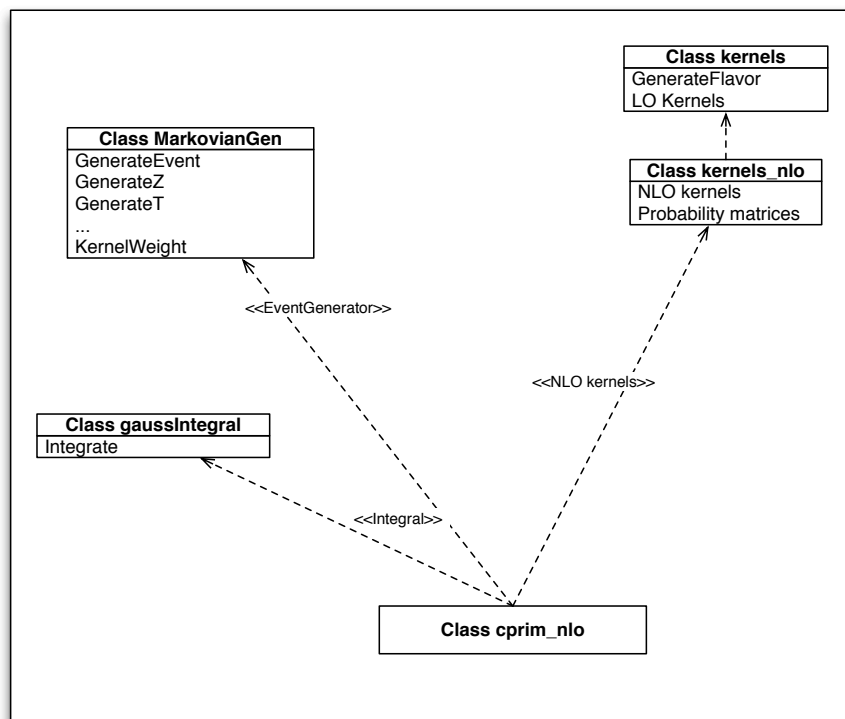 Class kernels
GenerateFlavor
LO Kernels
Class MarkovianGen
GenerateEvent
GenerateZ
GenerateT
...
KernelWeight
Class kernels_nlo
NLO kernels
Probability matrices
<<EventGenerator>>
<<NLO kernels>>
Class gaussIntegral
Integrate
<<Integral>>
Class cprim_nlo